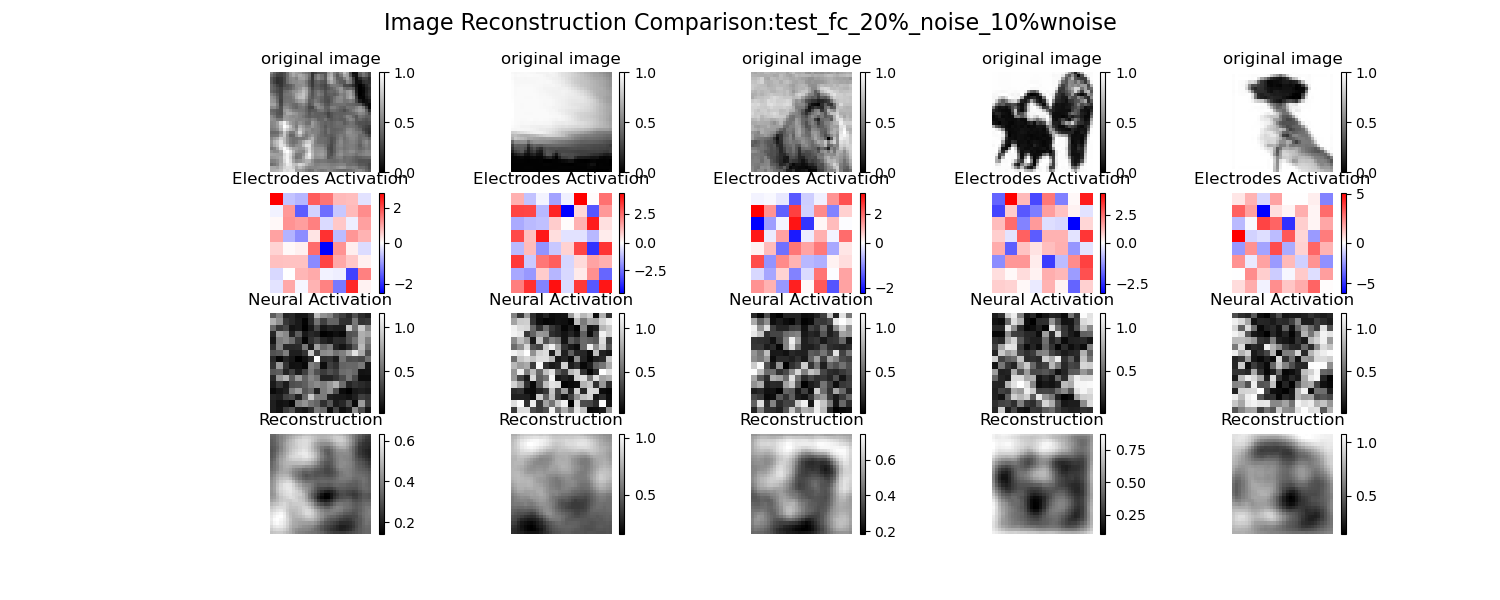 Image Reconstruction Comparison:test_fc_20%_noise_10%wnoise
original image original image original image original image original image
1.0 1.0 1.0 1.0 1.0
0.5 0.5 0.5 0.5 0.5
0.0 0.0 0.0 0.0 0.0
Electrodes Activation Electrodes Activation Electrodes Activation Electrodes Activation Electrodes Activation
2 2.5 2 2.5 5
0 0.0 0 0.0 0
−2 −2.5 −2 −2.5 −5
Neural Activation Neural Activation Neural Activation Neural Activation Neural Activation
1.0 1.0 1.0 1.0 1.0
0.5 0.5 0.5 0.5 0.5
Reconstruction Reconstruction Reconstruction Reconstruction Reconstruction
0.6 1.0 0.6 0.75 1.0
0.4 0.5 0.4 0.50 0.5
0.2 0.2 0.25